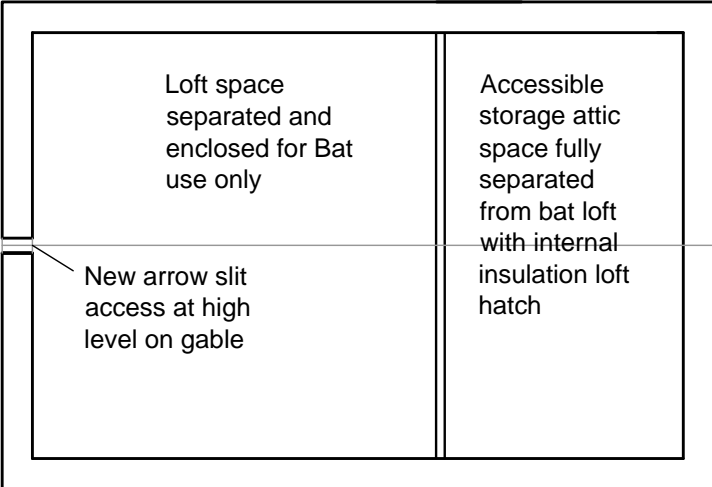 Loft space
separated and
enclosed for Bat
use only
Accessible
storage attic
space fully
separated
from bat loft
with internal
insulation loft
hatch
New arrow slit
access at high
level on gable